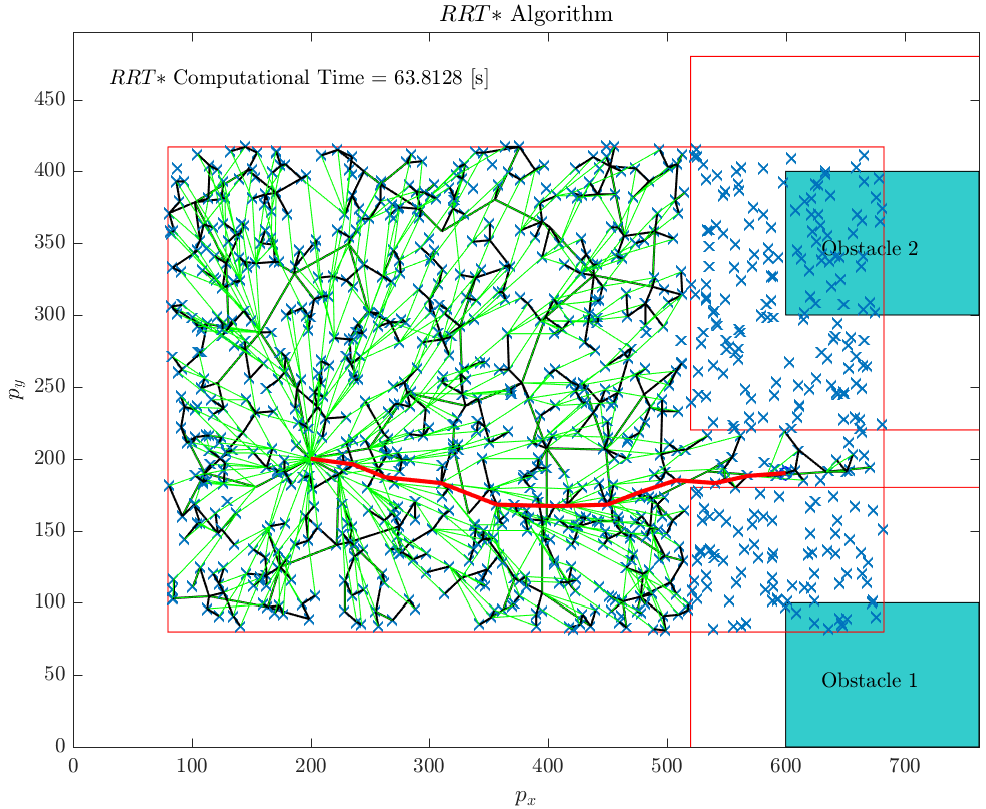 RRT∗ Algorithm
RRT∗ Computational Time = 63.8128 [s]
450
400
350
300
250
200
150
100
50
0
p_y
Obstacle 2
Obstacle 1
0 100 200 300 400 500 600 700
p_x